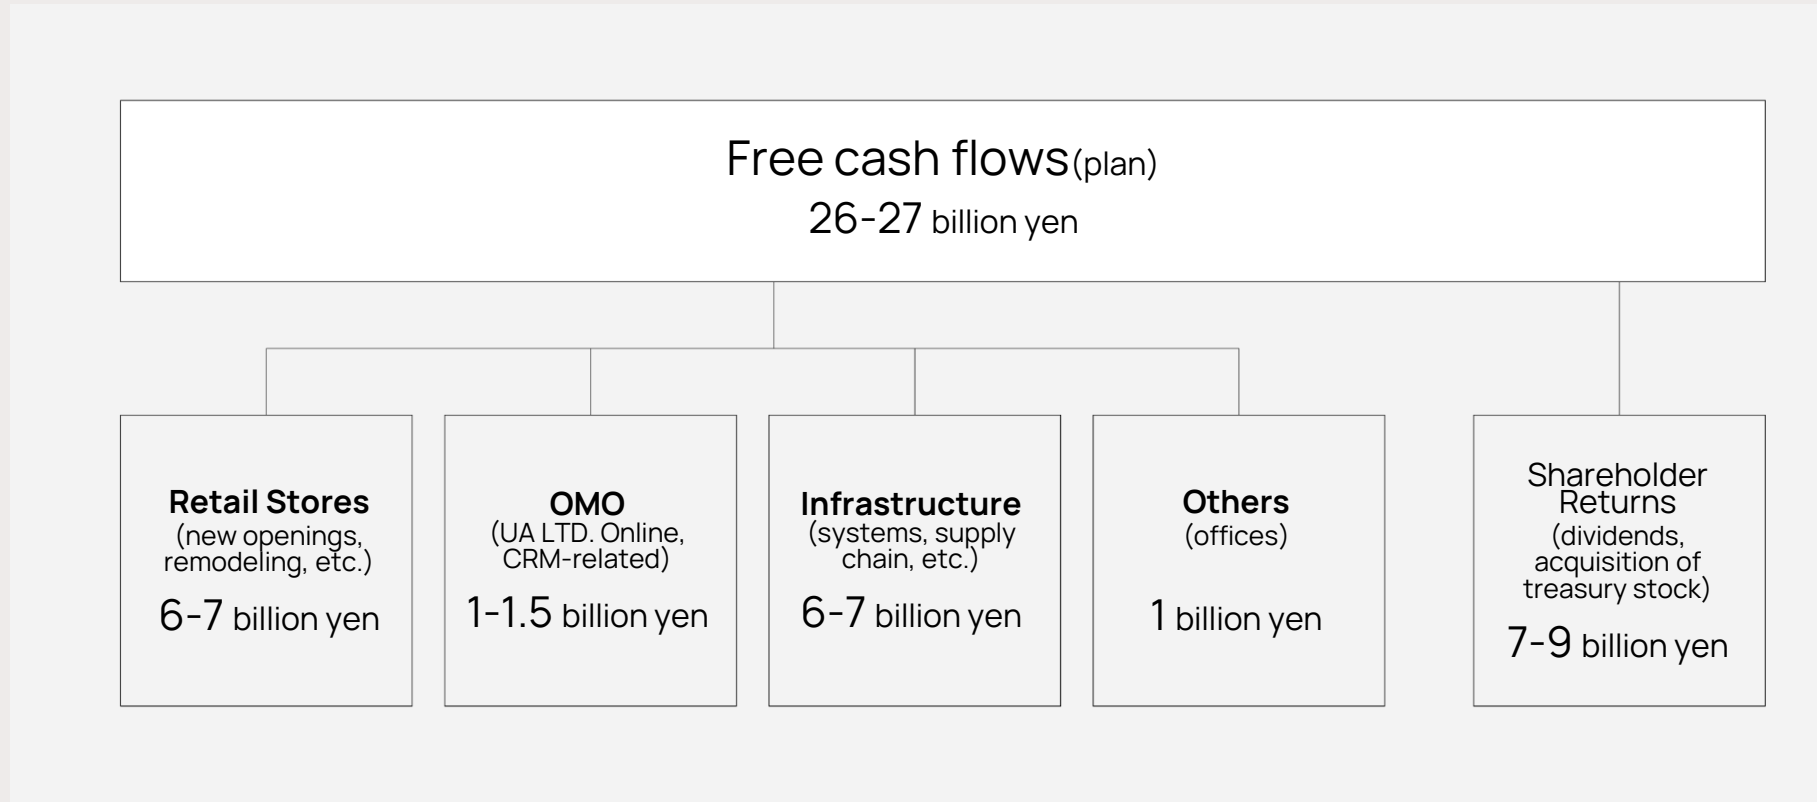 Free cash flows(plan)
26-27 billion yen
Retail Stores
(new openings,
remodeling, etc.)
6-7 billion yen
OMO
(UA LTD. Online,
CRM-related)
1-1.5 billion yen
Infrastructure
(systems, supply
chain, etc.)
6-7 billion yen
Others
(offices)
1 billion yen
Shareholder
Returns
(dividends,
acquisition of
treasury stock)
7-9 billion yen